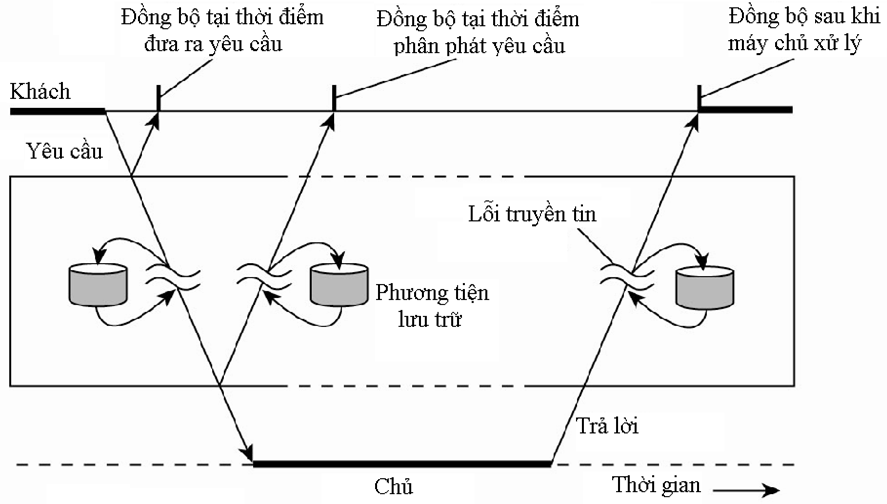 Đồng bộ tại thời điểm
đưa ra yêu cầu
Đồng bộ tại thời điểm
phân phát yêu cầu
Đồng bộ sau khi
máy chủ xử lý
Khách
Yêu cầu
Lỗi truyền tin
Phương tiện
lưu trữ
Trả lời
Chủ
Thời gian